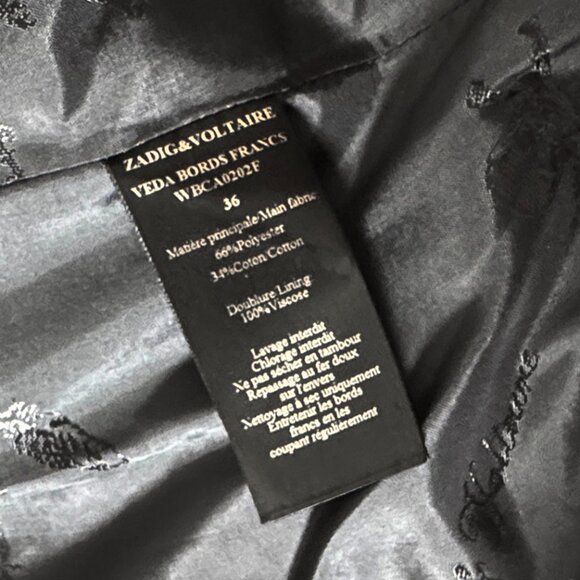 ZADIG&VOLTAIRE
VEDA BORDS FRANCS
WBCA0202F
36
Matière principale/Main fabric
66%Polyester
34%Coton Cotton
Doublure Lining
100%Viscose
Lavage interdit
Chlorage interdit
Ne pas sécher en tambour
Repassage au fer doux
sur l'envers
Nettoyage à sec uniquement
Entretenir les bords
francs en les
coupant régulièrement